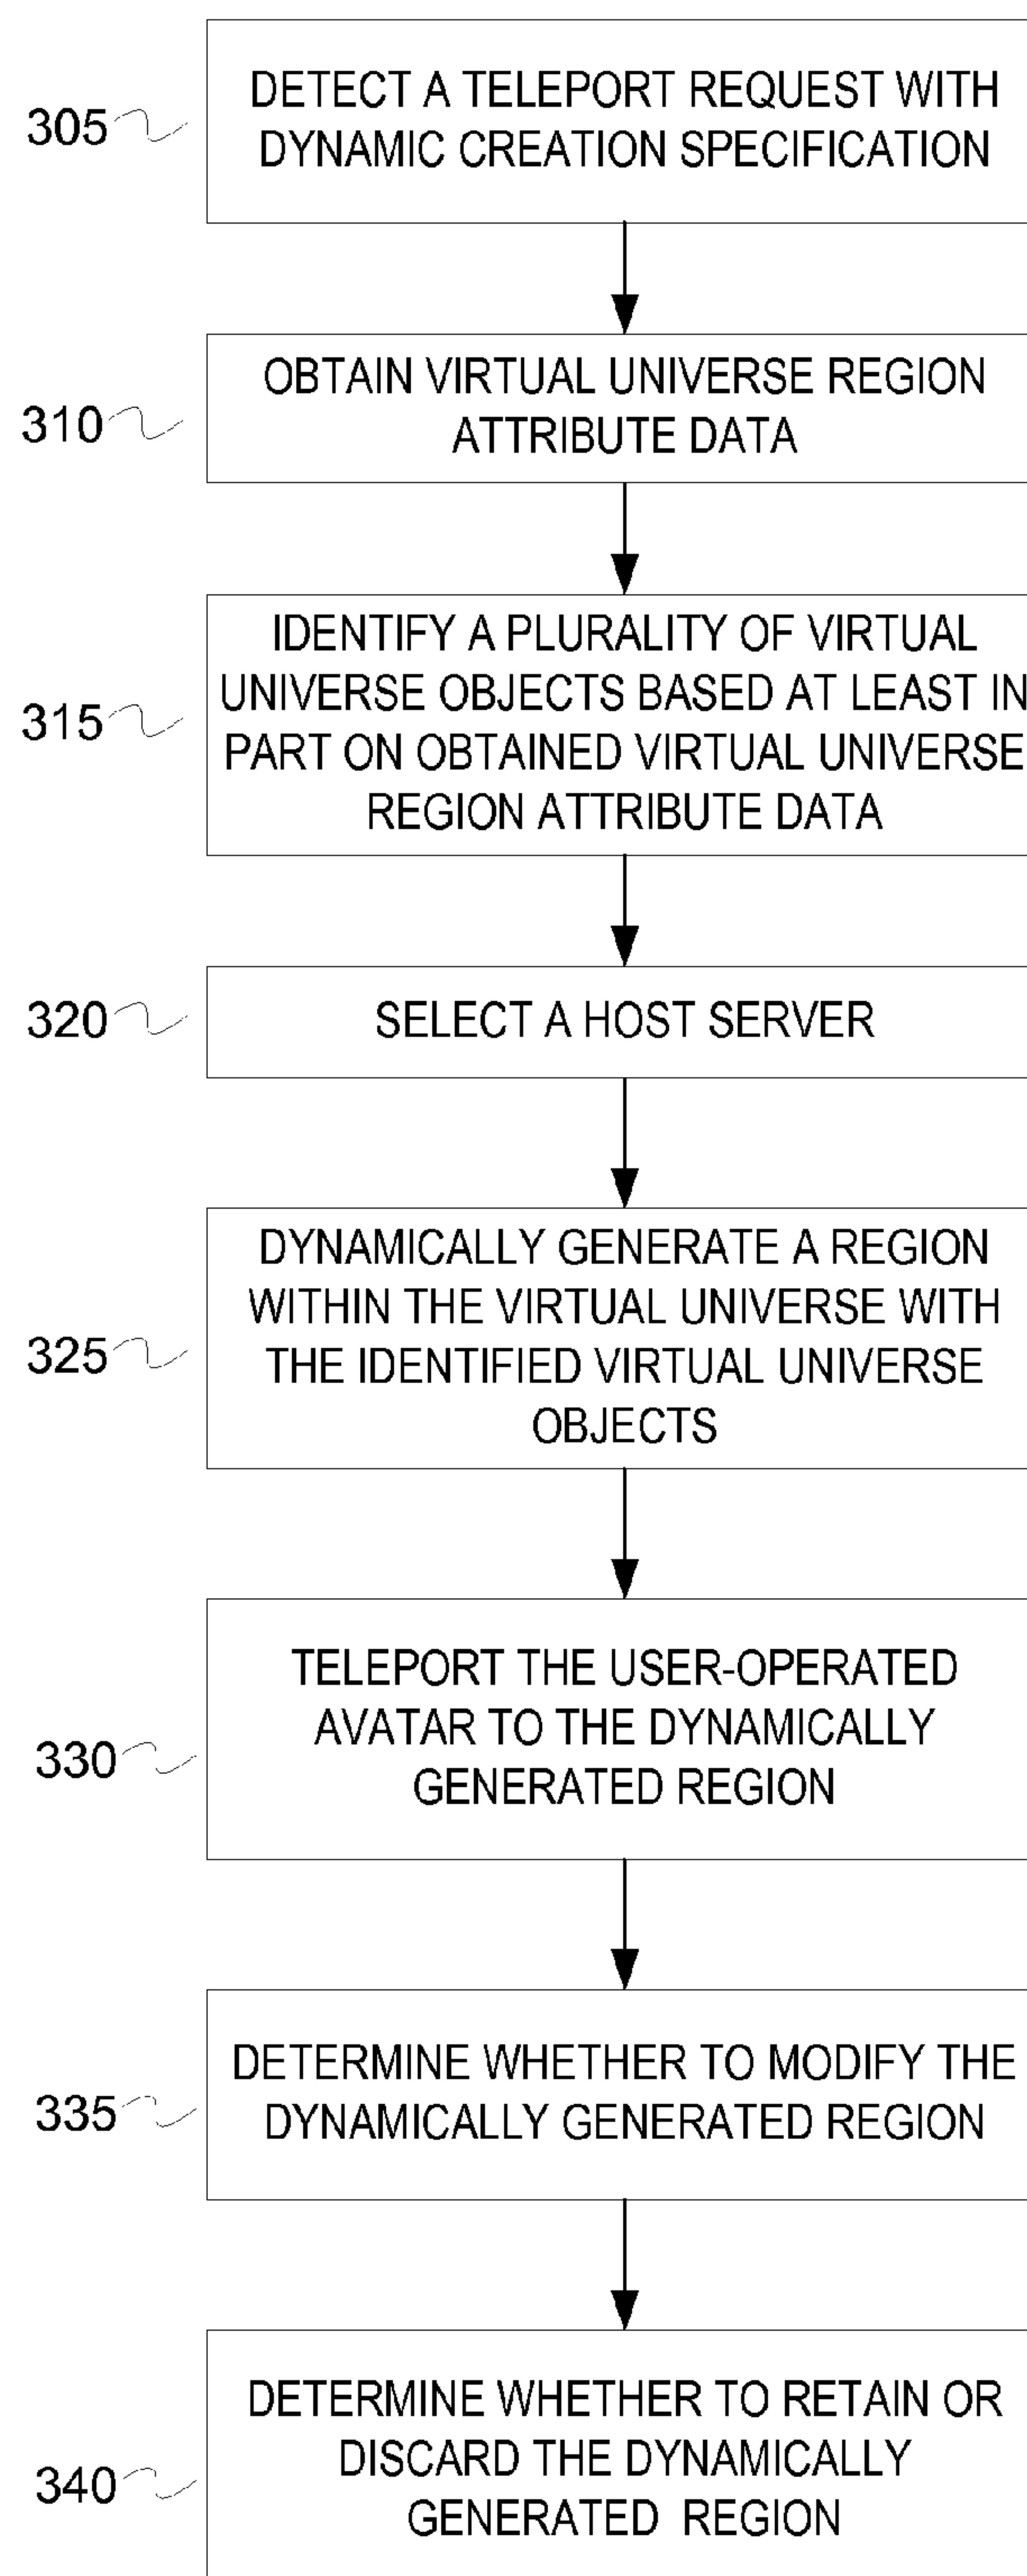 305
DETECT A TELEPORT REQUEST WITH
DYNAMIC CREATION SPECIFICATION
310
OBTAIN VIRTUAL UNIVERSE REGION
ATTRIBUTE DATA
315
IDENTIFY A PLURALITY OF VIRTUAL
UNIVERSE OBJECTS BASED AT LEAST IN
PART ON OBTAINED VIRTUAL UNIVERSE
REGION ATTRIBUTE DATA
320
SELECT A HOST SERVER
325
DYNAMICALLY GENERATE A REGION
WITHIN THE VIRTUAL UNIVERSE WITH
THE IDENTIFIED VIRTUAL UNIVERSE
OBJECTS
330
TELEPORT THE USER-OPERATED
AVATAR TO THE DYNAMICALLY
GENERATED REGION
335
DETERMINE WHETHER TO MODIFY THE
DYNAMICALLY GENERATED REGION
340
DETERMINE WHETHER TO RETAIN OR
DISCARD THE DYNAMICALLY
GENERATED REGION